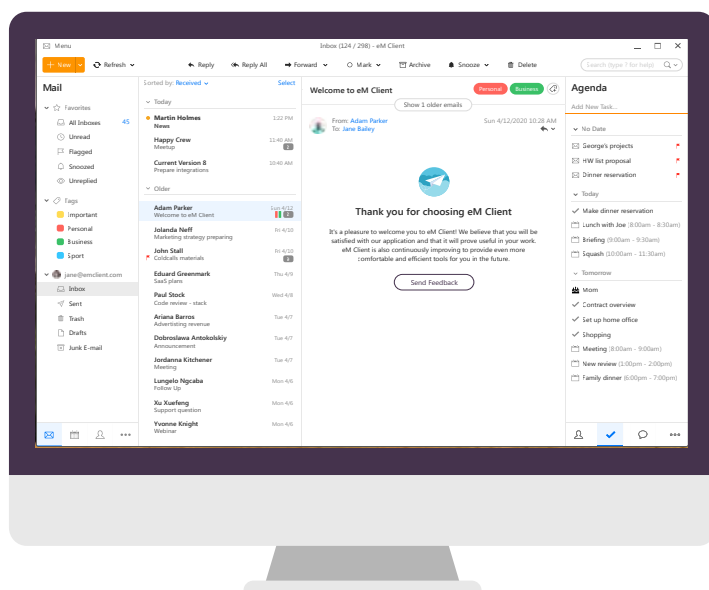 Menu
Inbox (124 / 298) - eM Client
+ New
Refresh
Reply
Reply All
Forward
Mark
Archive
Snooze
Delete
Search (type ? for help)
Mail
Favorites
All Inboxes 45
Unread
Flagged
Snoozed
Unreplied
Tags
Important
Personal
Business
Sport
jane@emclient.com
Inbox
Sent
Trash
Drafts
Junk E-mail
Sorted by: Received Select
Today
Martin Holmes
News 1:22 PM
Happy Crew 11:40 AM
Meetup 2
Current Version 8 10:40 AM
Prepare integrations
Older
Adam Parker Sun 4/12
Welcome to eM Client 2
Jolanda Neff Fri 4/10
Marketing strategy preparing
John Stall Fri 4/10
Coldcalls materials
Eduard Greenmark Thu 4/9
SaaS plans
Paul Stock Wed 4/8
Code review - stack
Ariana Barros Tue 4/7
Advertisting revenue
Dobroslawa Antokolskiy Tue 4/7
Announcement
Jordanna Kitchener Tue 4/7
Meeting
Lungelo Ngcaba Mon 4/6
Follow Up
Xu Xuefeng Mon 4/6
Support question
Yvonne Knight Mon 4/6
Webinar
Welcome to eM Client
Personal
Business
Show 1 older emails
From: Adam Parker Sun 4/12/2020 10:28 AM
To: Jane Bailey
Thank you for choosing eM Client
It's a pleasure to welcome you to eM Client! We believe that you will be
satisfied with our application and that it will prove useful in your work.
eM Client is also continuously improving to provide even more
comfortable and efficient tools for you in the future.
Send Feedback
Agenda
Add New Task...
No Date
George's projects
HW list proposal
Dinner reservation
Today
Make dinner reservation
Lunch with Joe (8:00am - 8:30am)
Briefing (9:00am - 9:30am)
Squash (10:00am - 11:30am)
Tomorrow
Mom
Contract overview
Set up home office
Shopping
Meeting (8:00am - 9:00am)
New review (1:00pm - 2:00pm)
Family dinner (6:00pm - 7:00pm)